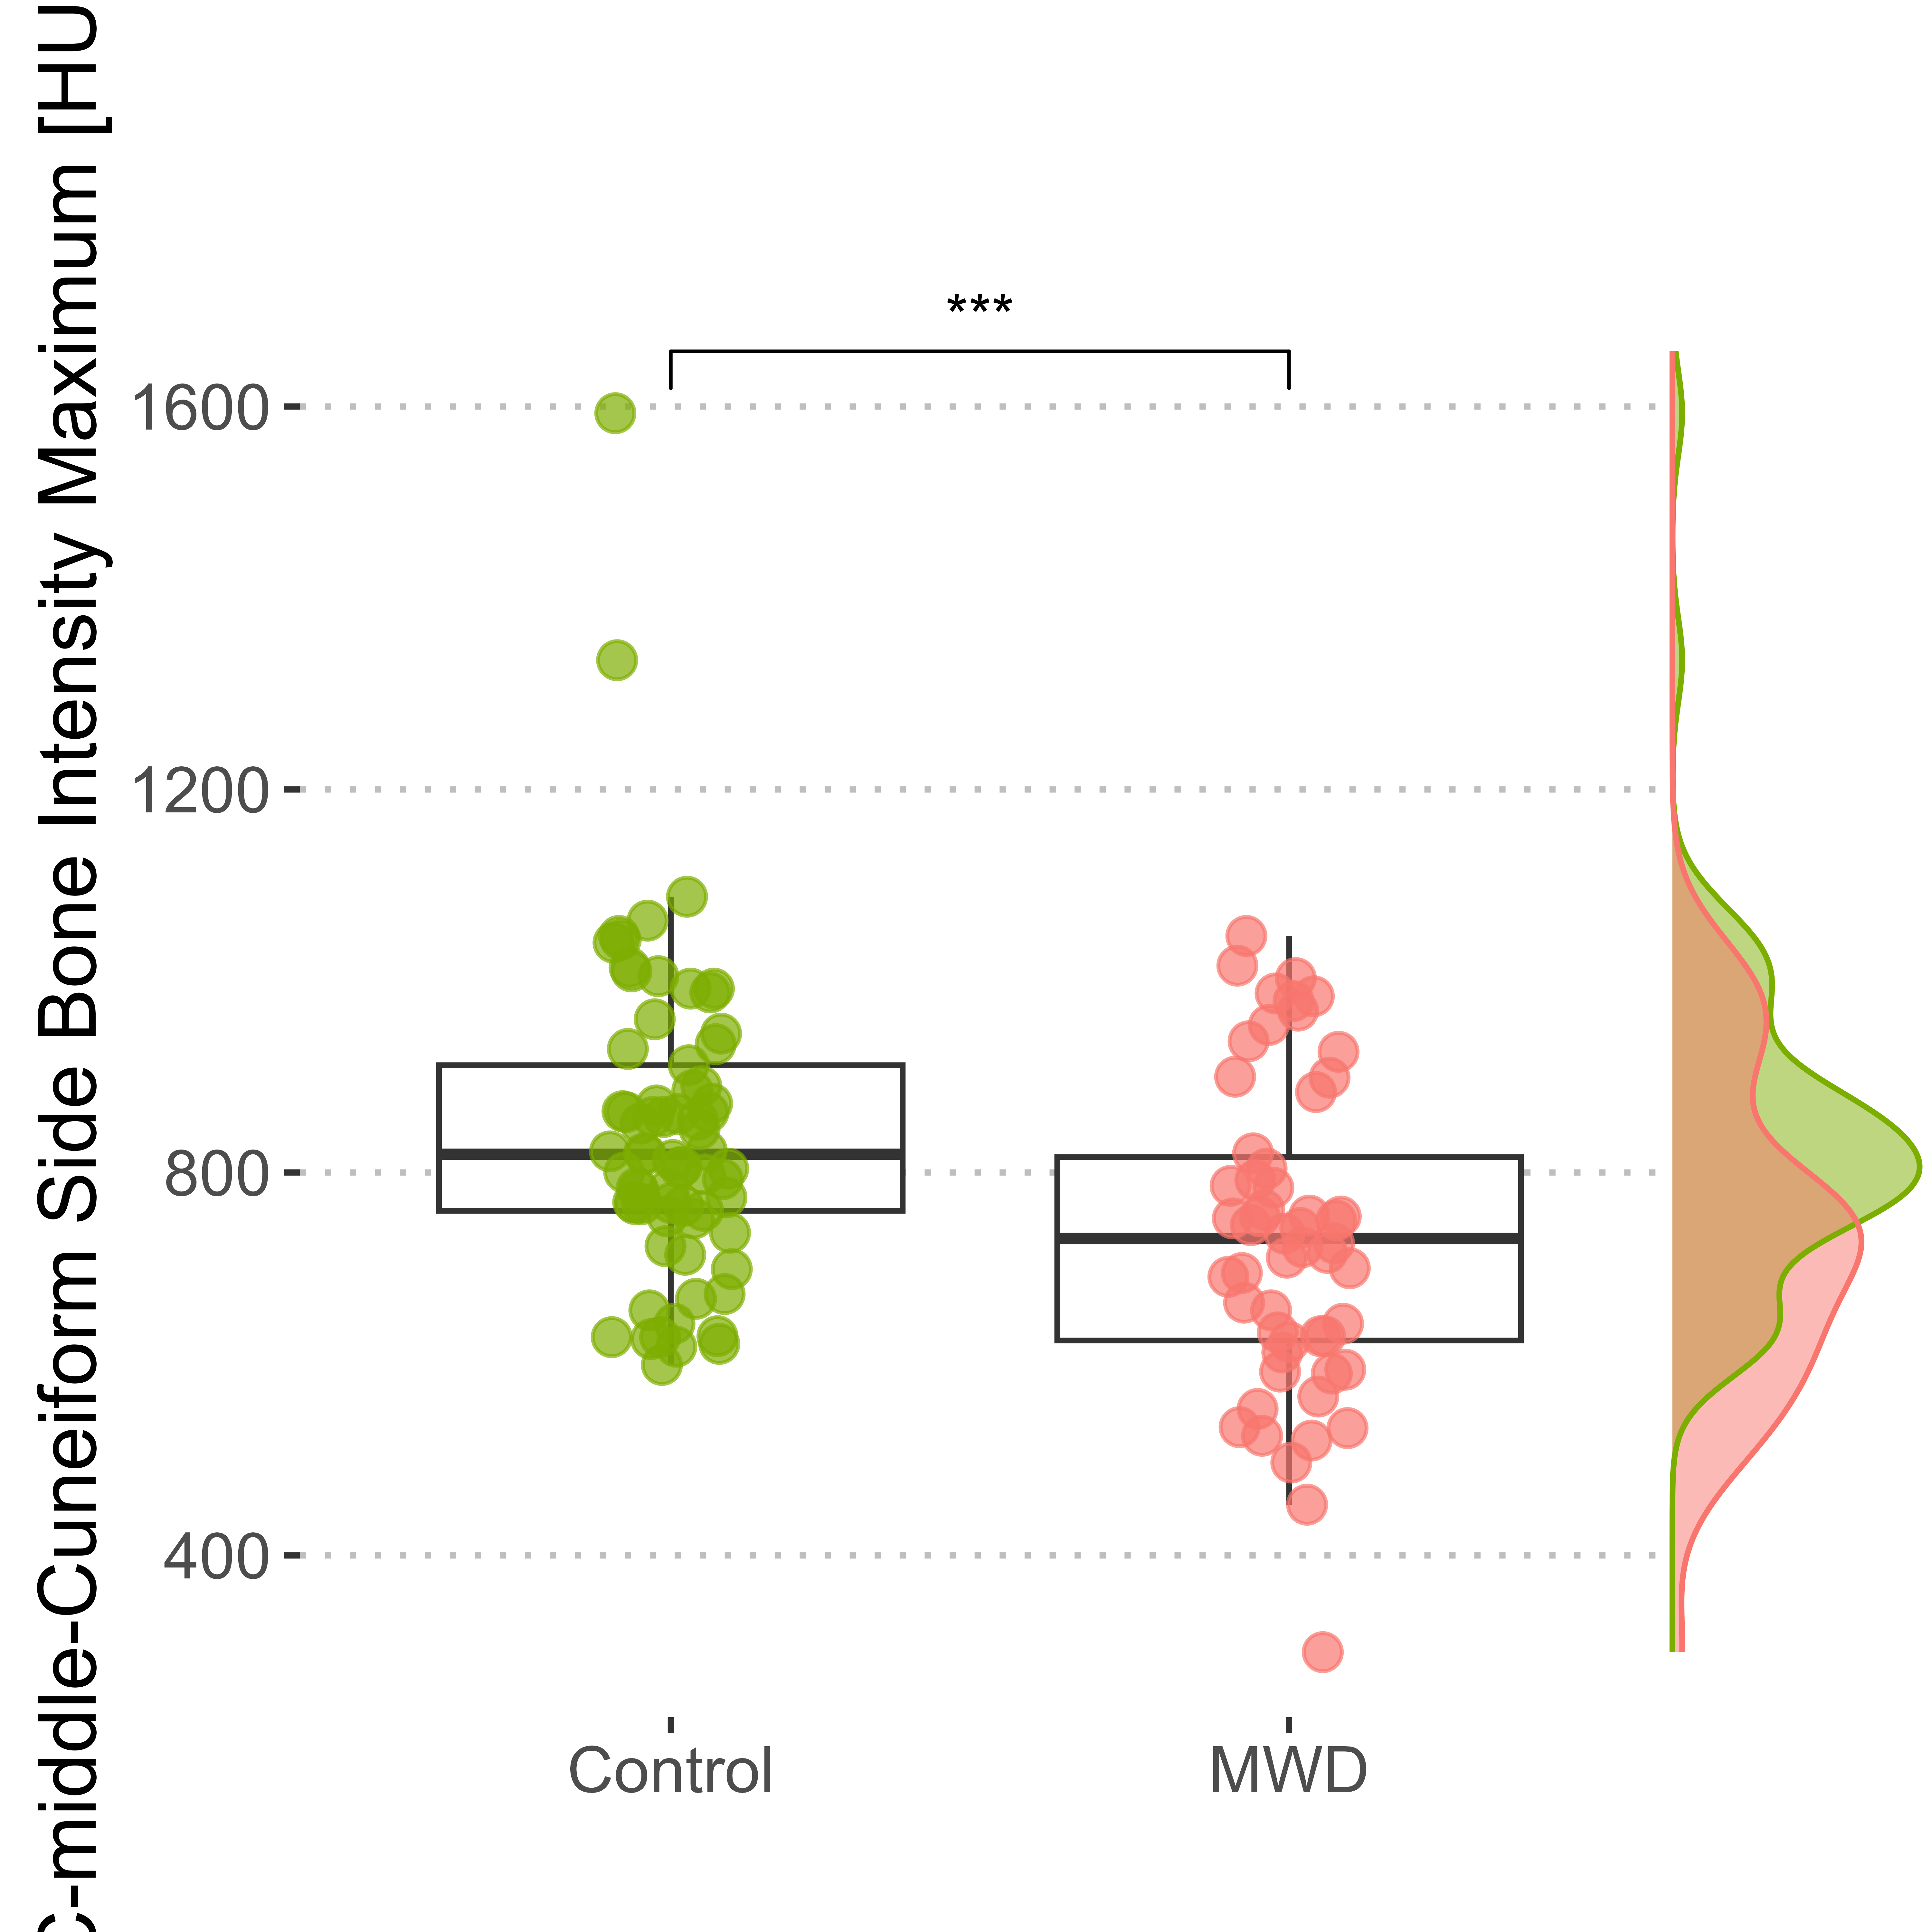 C-middle-Cuneiform Side Bone Intensity Maximum [HU
***
1600
1200
800
400
Control
MWD